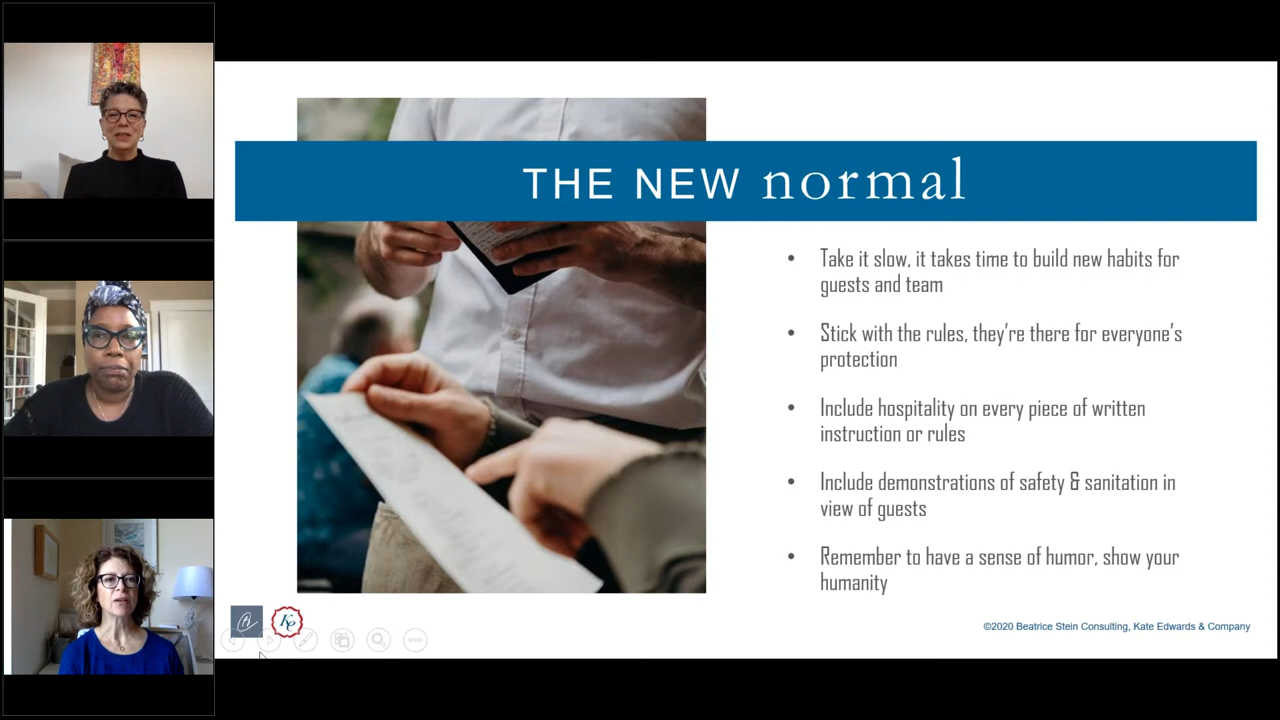 THE NEW normal
• Take it slow, it takes time to build new habits for
guests and team
• Stick with the rules, they're there for everyone's
protection
• Include hospitality on every piece of written
instruction or rules
• Include demonstrations of safety & sanitation in
view of guests
• Remember to have a sense of humor, show your
humanity
©2020 Beatrice Stein Consulting, Kate Edwards & Company